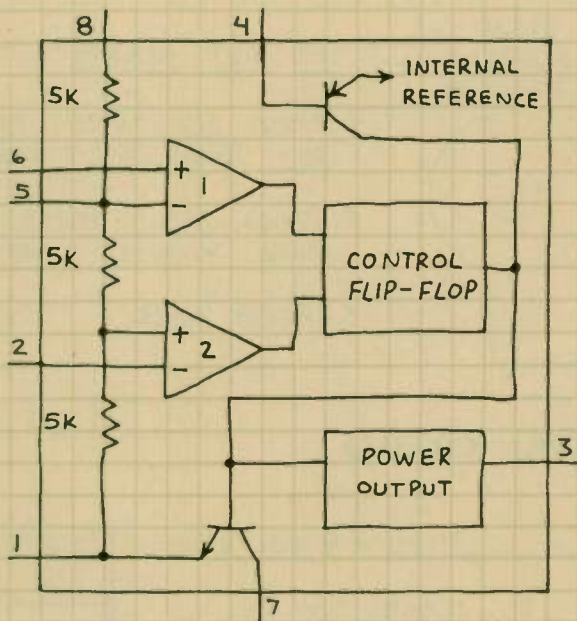 8
4
5K
INTERNAL
REFERENCE
6
+
1
5
-
5K
CONTROL
FLIP-FLOP
+
2
2
-
5K
POWER
OUTPUT
3
1
7